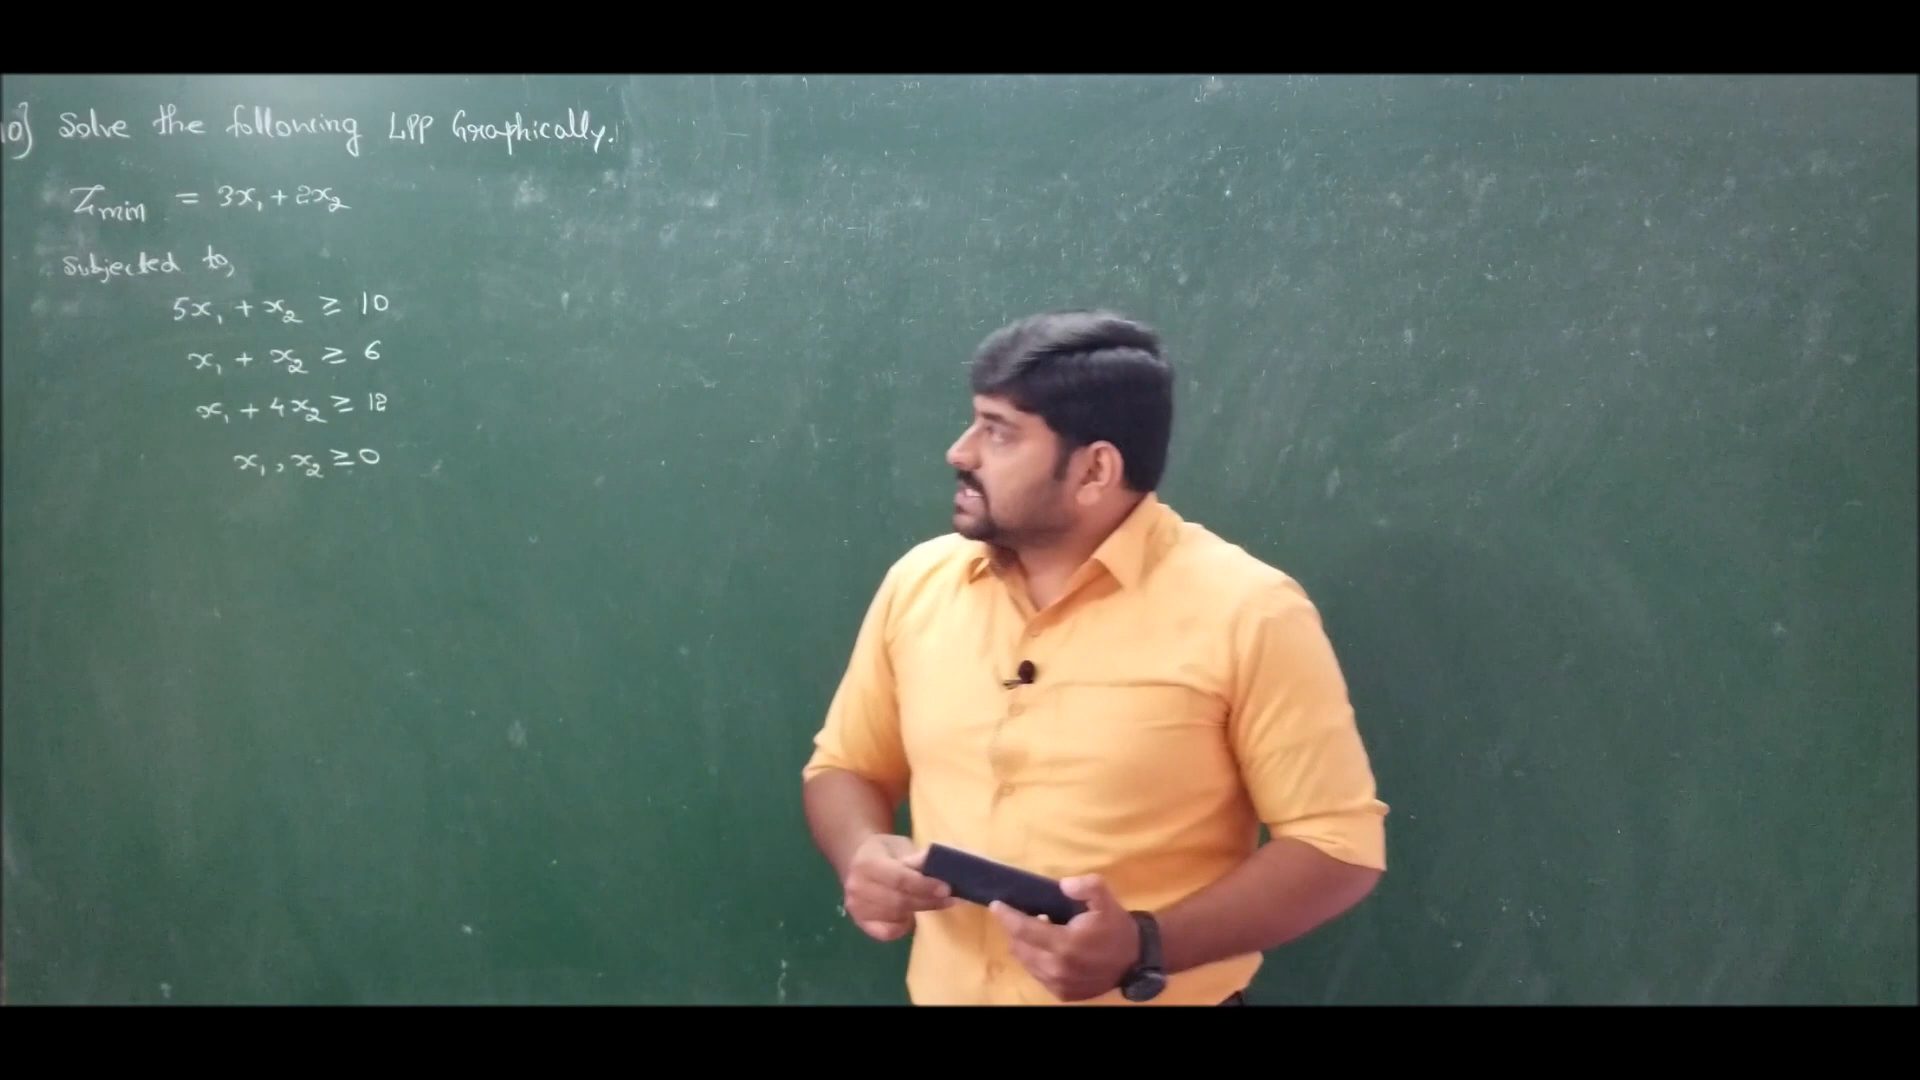 10] Solve the following LPP Graphically.
Zmin = 3x₁ + 2x₂
Subjected to,
5x₁ + x₂ ≥ 10
x₁ + x₂ ≥ 6
x₁ + 4x₂ ≥ 12
x₁, x₂ ≥ 0